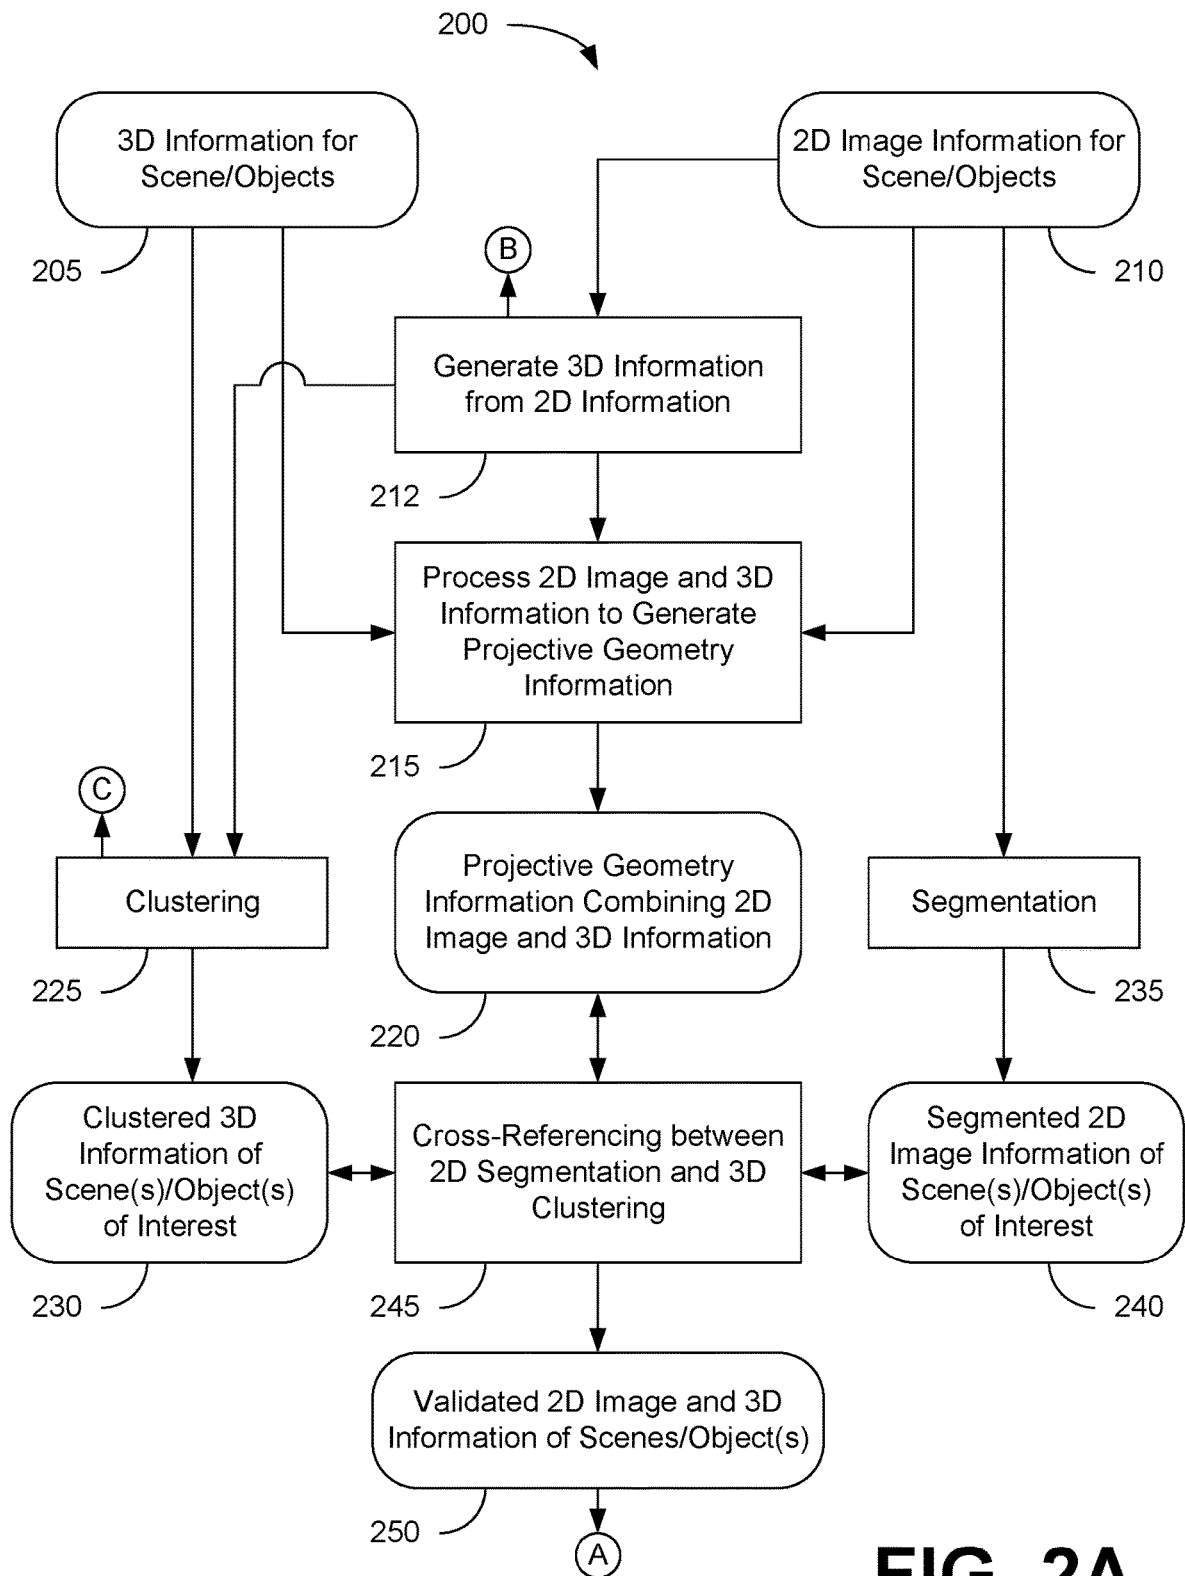 200
3D Information for
Scene/Objects
2D Image Information for
Scene/Objects
205
B
210
Generate 3D Information
from 2D Information
212
Process 2D Image and 3D
Information to Generate
Projective Geometry
Information
215
C
Clustering
Projective Geometry
Information Combining 2D
Image and 3D Information
Segmentation
225
220
235
Clustered 3D
Information of
Scene(s)/Object(s)
of Interest
Cross-Referencing between
2D Segmentation and 3D
Clustering
Segmented 2D
Image Information of
Scene(s)/Object(s)
of Interest
230
245
240
Validated 2D Image and 3D
Information of Scenes/Object(s)
250
A
FIG. 2A